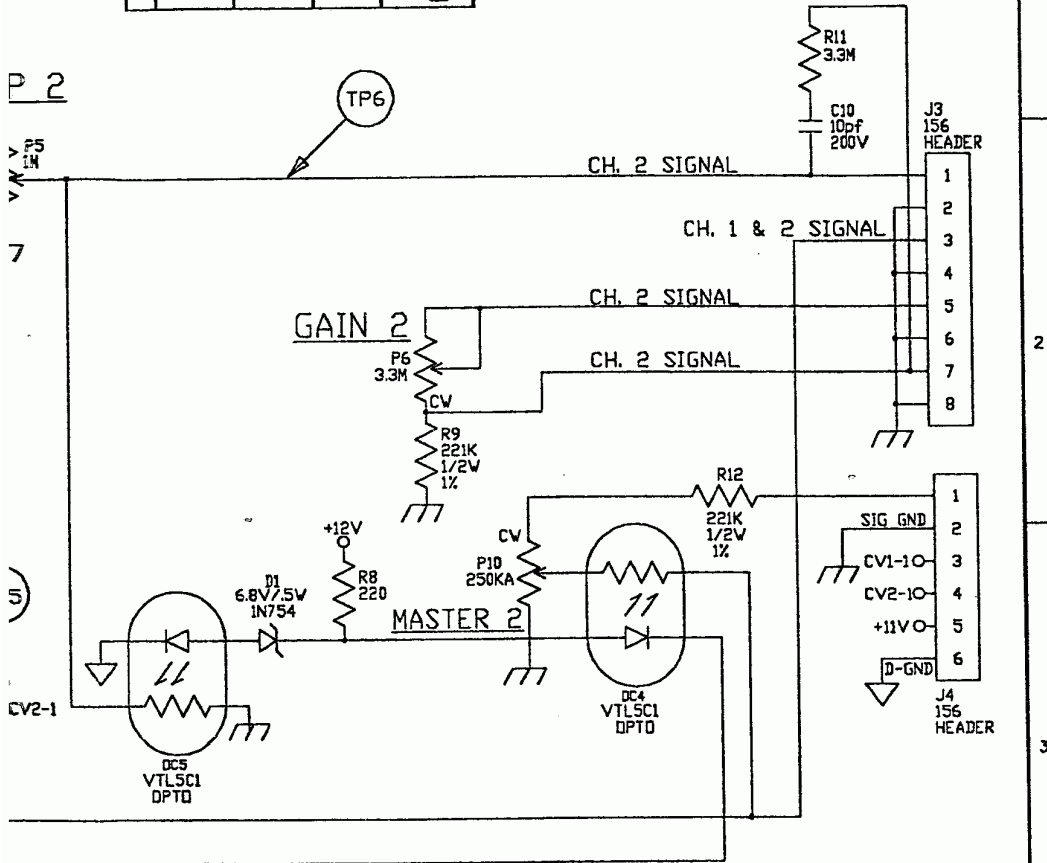 P 2
P5
1M
7
TP6
R11
3.3M
C10
10pf
200V
J3
156
HEADER
CH. 2 SIGNAL
1
2
CH. 1 & 2 SIGNAL
3
4
CH. 2 SIGNAL
5
6
CH. 2 SIGNAL
7
8
GAIN 2
P6
3.3M
CW
R9
221K
1/2W
1%
2
R12
221K
1/2W
1%
1
SIG GND
2
CV1-1
3
CV2-1
4
+11V
5
D-GND
6
J4
156
HEADER
CW
P10
250KA
+12V
R8
220
D1
6.8V/.5W
1N754
MASTER 2
5
CV2-1
OC5
VTL5C1
OPTO
OC4
VTL5C1
OPTO
3